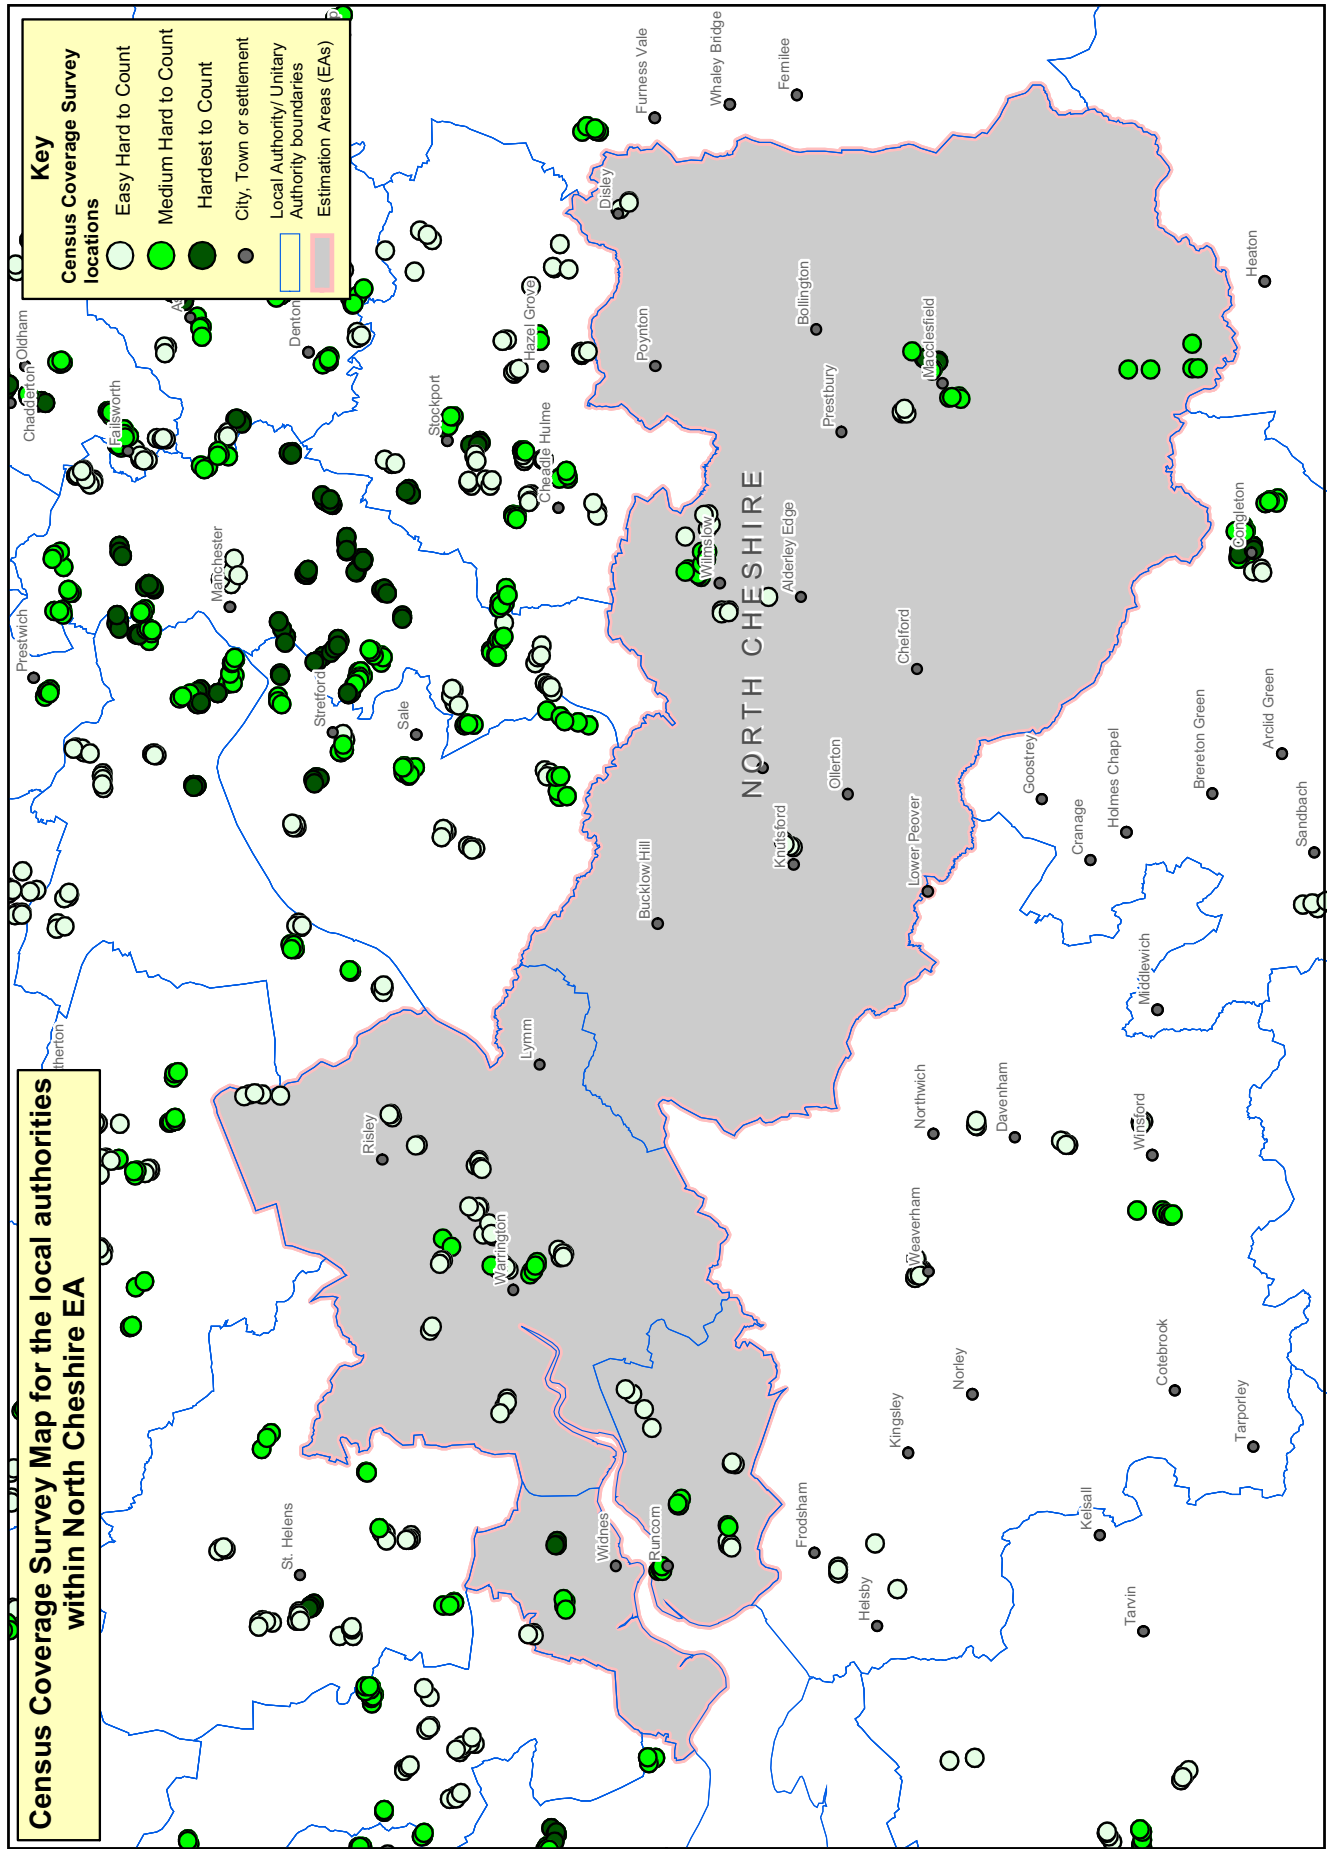 Census Coverage Survey Map for the local authorities
within North Cheshire EA
Key
Census Coverage Survey
locations
Easy Hard to Count
Medium Hard to Count
Hardest to Count
City, Town or settlement
Local Authority/ Unitary
Authority boundaries
Estimation Areas (EAs)
therton
Prestwich
Chadderton
Oldham
Failsworth
As
Manchester
Denton
St. Helens
Risley
Stretford
Sale
Stockport
Warrington
Lymm
Cheadle Hulme
Hazel Grove
Widnes
Disley
Runcorn
Bucklow Hill
Poynton
Furness Vale
Wilmslow
Whaley Bridge
NORTH CHESHIRE
Knutsford
Alderley Edge
Fernilee
Frodsham
Bollington
Ollerton
Prestbury
Helsby
Kingsley
Weaverham
Northwich
Lower Peover
Chelford
Macclesfield
Norley
Davenham
Goostrey
Cranage
Kelsall
Holmes Chapel
Tarvin
Winsford
Middlewich
Cotebrook
Brereton Green
Congleton
Tarporley
Arclid Green
Heaton
Sandbach